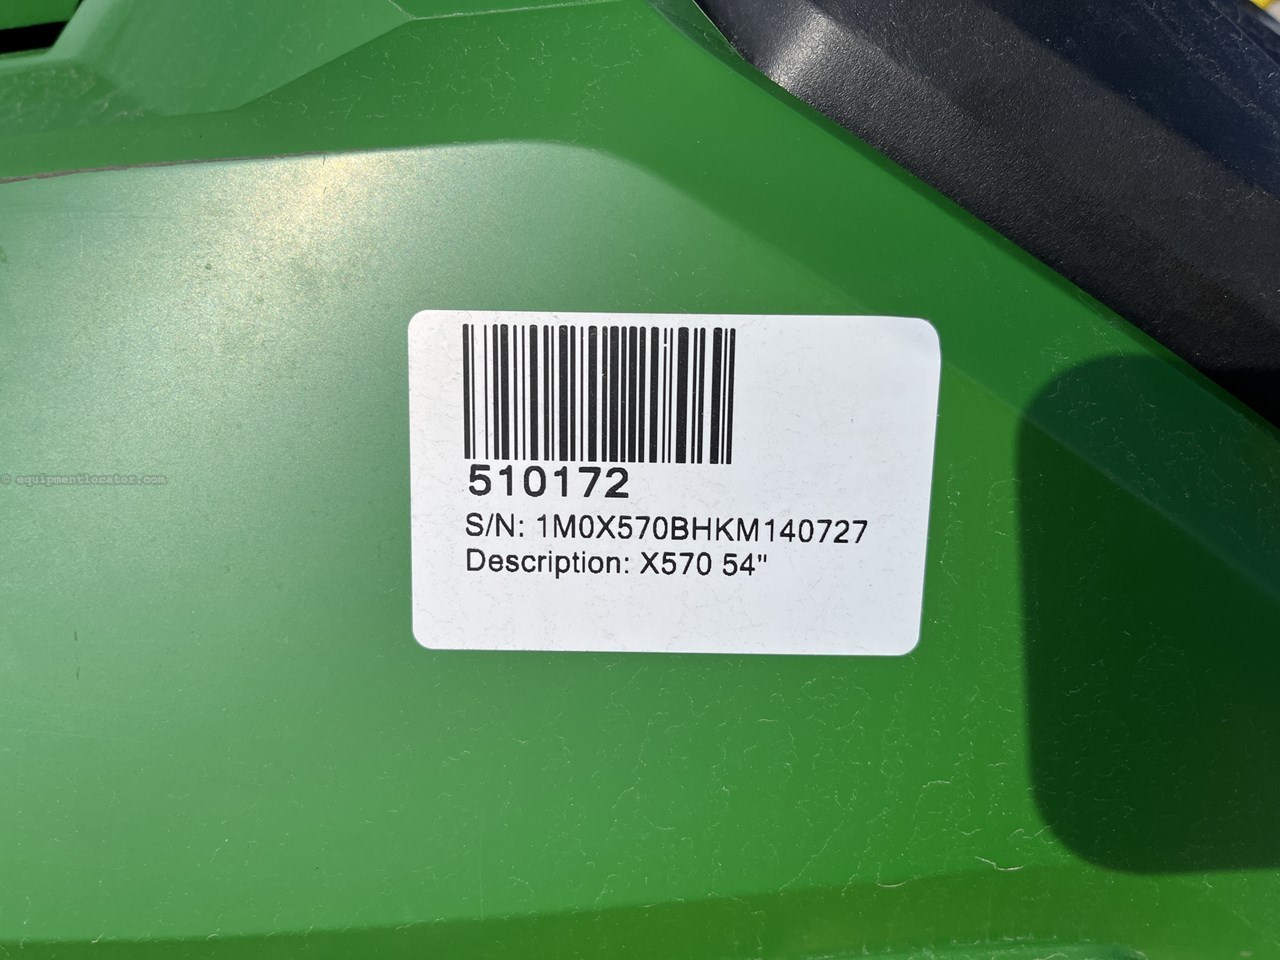 510172
S/N: 1M0X570BHKM140727
Description: X570 54"
© equipmentlocator.com